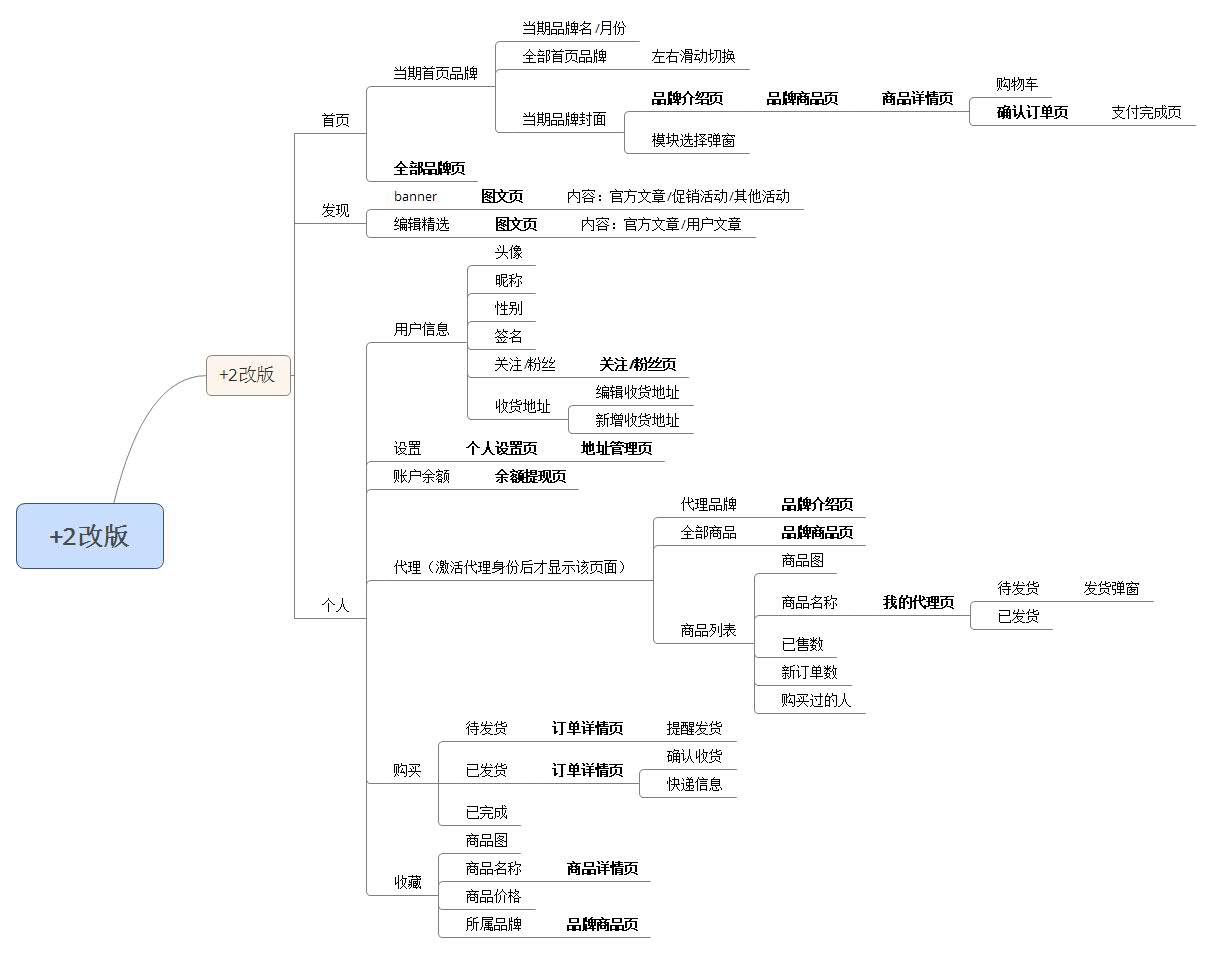 当期品牌名/月份
全部首页品牌 左右滑动切换
当期首页品牌
购物车
品牌介绍页 品牌商品页 商品详情页
确认订单页 支付完成页
当期品牌封面
首页
模块选择弹窗
全部品牌页
banner 图文页 内容：官方文章/促销活动/其他活动
发现
编辑精选 图文页 内容：官方文章/用户文章
头像
昵称
性别
用户信息
签名
关注/粉丝 关注/粉丝页
+2改版
编辑收货地址
收货地址
新增收货地址
设置 个人设置页 地址管理页
账户余额 余额提现页
代理品牌 品牌介绍页
+2改版
全部商品 品牌商品页
商品图
代理（激活代理身份后才显示该页面）
待发货 发货弹窗
商品名称 我的代理页
个人
已发货
商品列表
已售数
新订单数
购买过的人
待发货 订单详情页 提醒发货
确认收货
购买 已发货 订单详情页
快递信息
已完成
商品图
商品名称 商品详情页
收藏
商品价格
所属品牌 品牌商品页